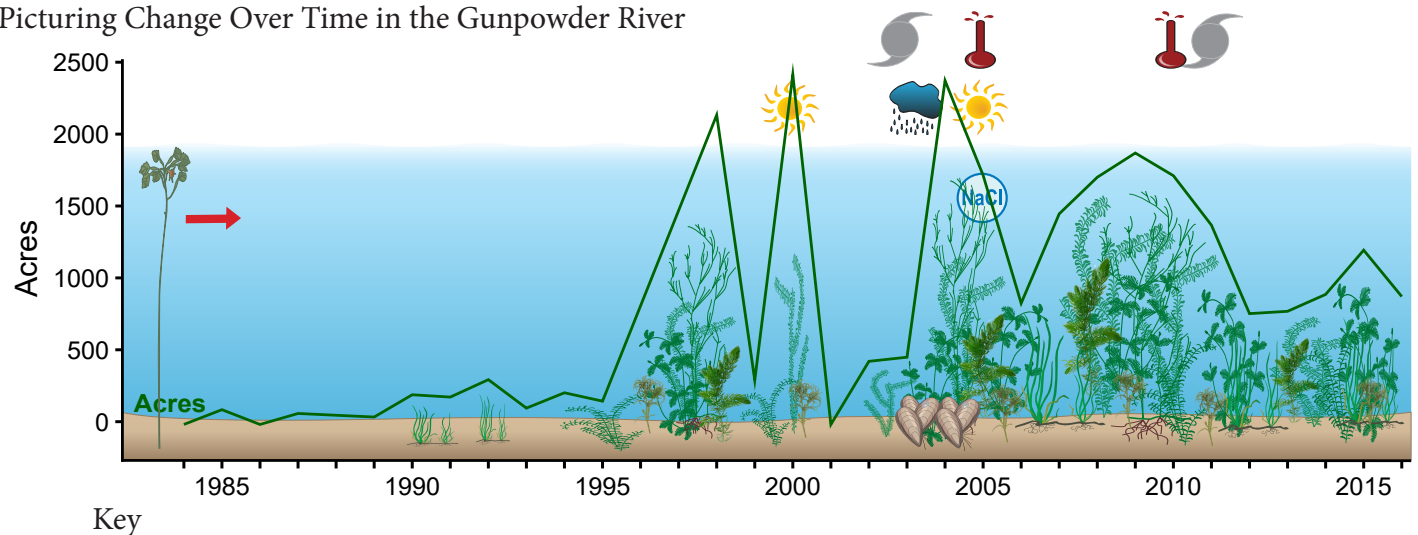 Picturing Change Over Time in the Gunpowder River
2500
2000
1500
1000
500
0
Acres
Acres
NaCl
1985 1990 1995 2000 2005 2010 2015
Key